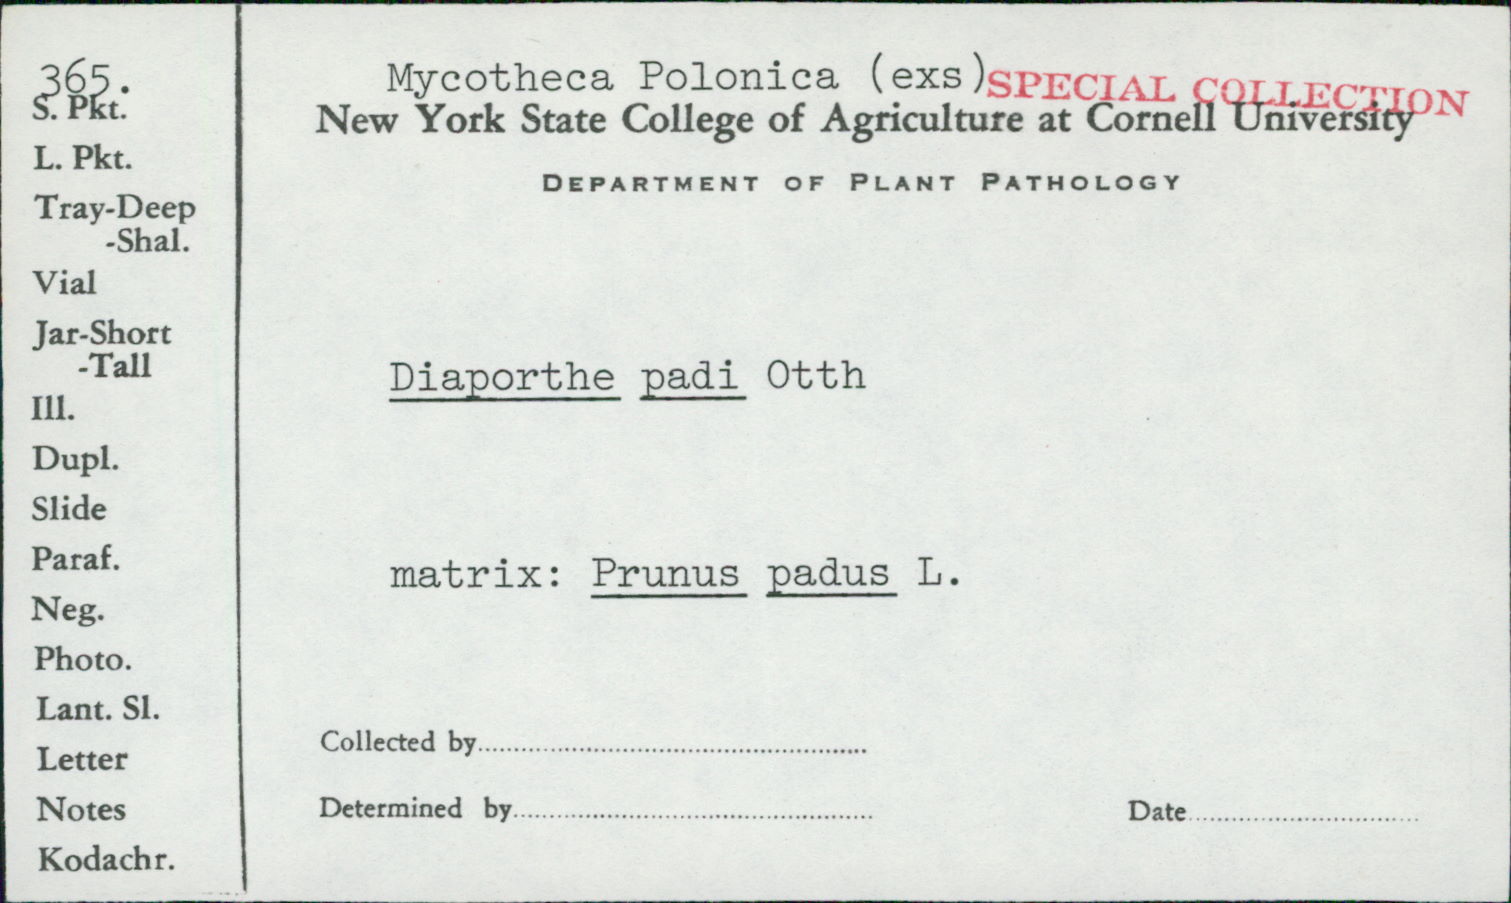 365.
S. Pkt.
L. Pkt.
Tray-Deep
-Shal.
Vial
Jar-Short
-Tall
Ill.
Dupl.
Slide
Paraf.
Neg.
Photo.
Lant. Sl.
Letter
Notes
Kodachr.
Mycotheca Polonica (exs) SPECIAL COLLECTION
New York State College of Agriculture at Cornell University
DEPARTMENT OF PLANT PATHOLOGY
Diaporthe padi Otth
matrix: Prunus padus L.
Collected by
Determined by Date